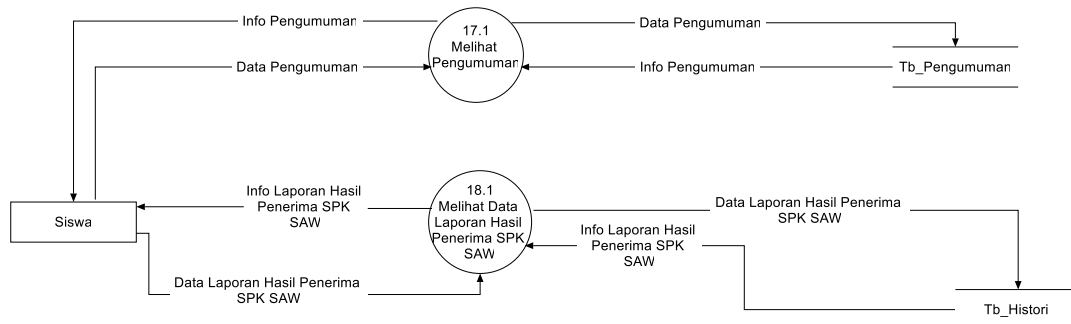 Info Pengumuman
17.1
Melihat
Pengumuman
Data Pengumuman
Data Pengumuman
Info Pengumuman
Tb_Pengumuman
Siswa
Info Laporan Hasil
Penerima SPK
SAW
18.1
Melihat Data
Laporan Hasil
Penerima SPK
SAW
Data Laporan Hasil Penerima
SPK SAW
Info Laporan Hasil
Penerima SPK
SAW
Data Laporan Hasil Penerima
SPK SAW
Tb_Histori